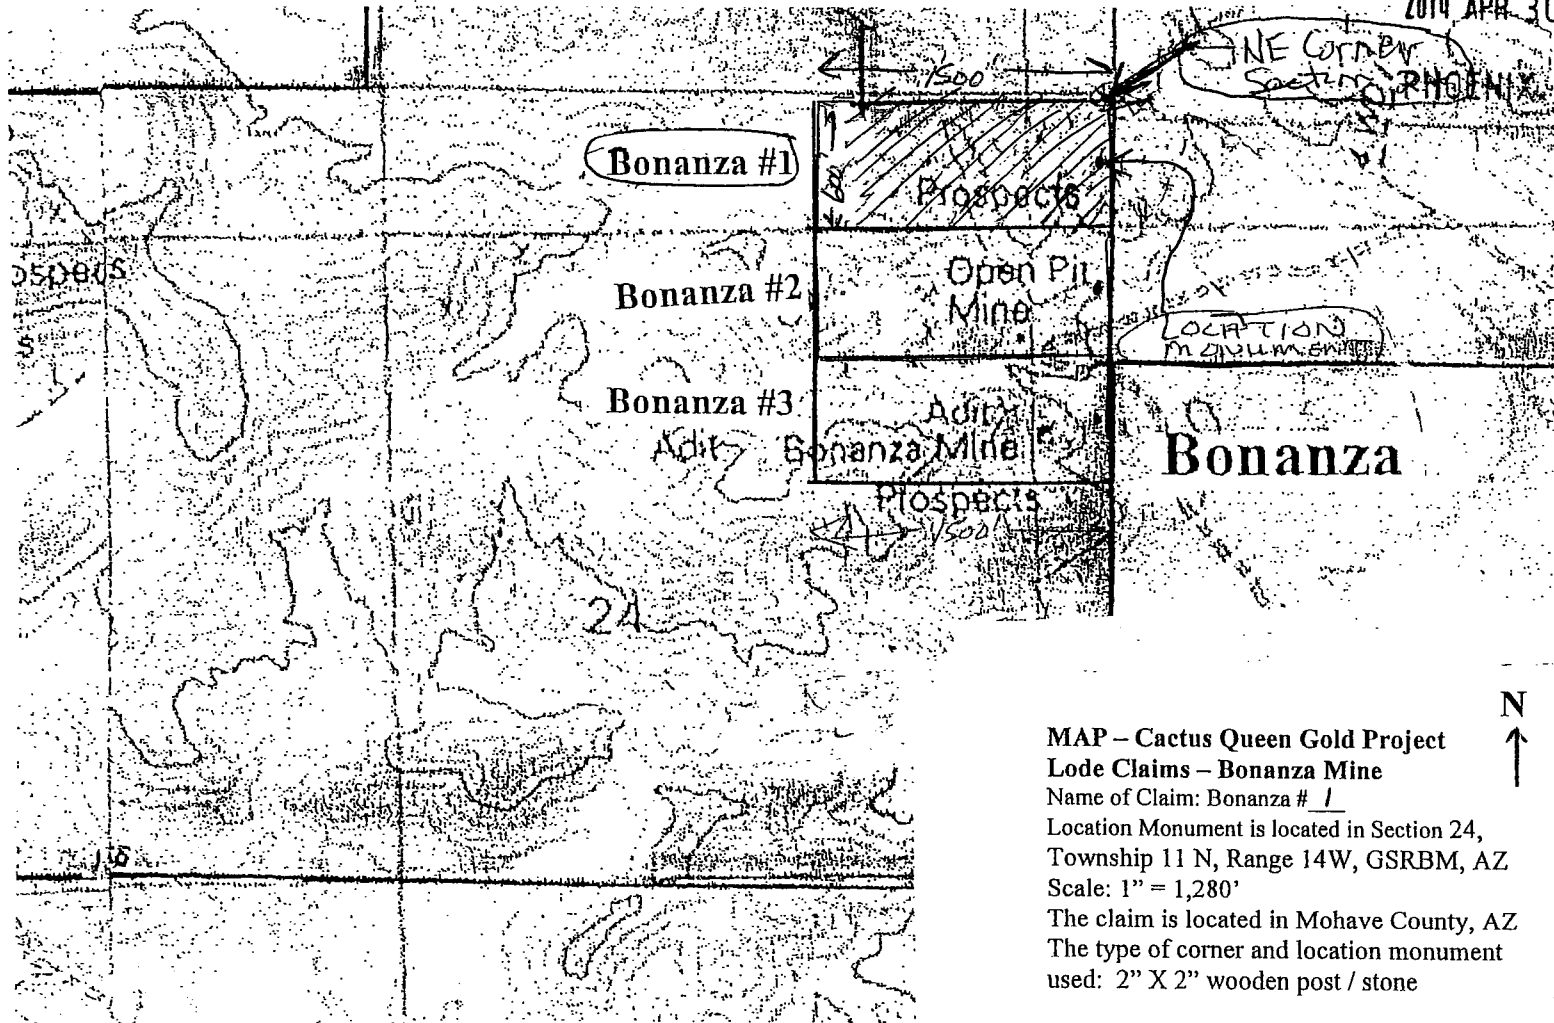 2014 APR 30
NE Corner
Section
PHOENIX
1500'
Bonanza #1
600'
Prospects
ospects
Open Pit
Mine
Bonanza #2
LOCATION
MONUMENT
Bonanza #3
Adit
Adit
Bonanza Mine
Bonanza
Prospects
1500'
24
N
MAP – Cactus Queen Gold Project
Lode Claims – Bonanza Mine
Name of Claim: Bonanza # 1
Location Monument is located in Section 24,
Township 11 N, Range 14W, GSRBM, AZ
Scale: 1" = 1,280'
The claim is located in Mohave County, AZ
The type of corner and location monument
used: 2" X 2" wooden post / stone